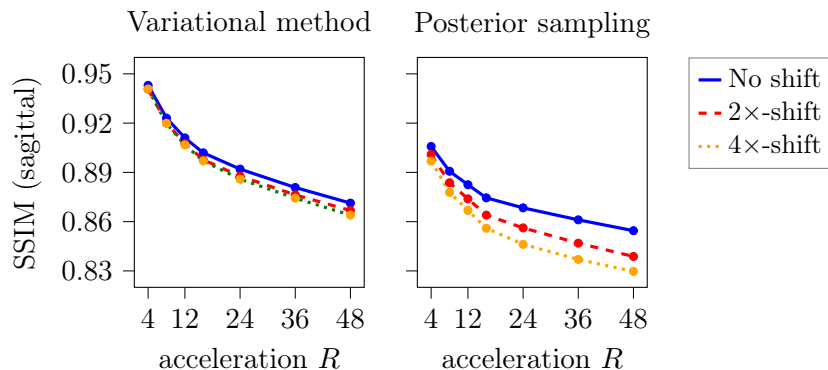 Variational method
Posterior sampling
SSIM (sagittal)
0.95
0.92
0.89
0.86
0.83
4 12 24 36 48
4 12 24 36 48
acceleration R
acceleration R
No shift
2×-shift
4×-shift